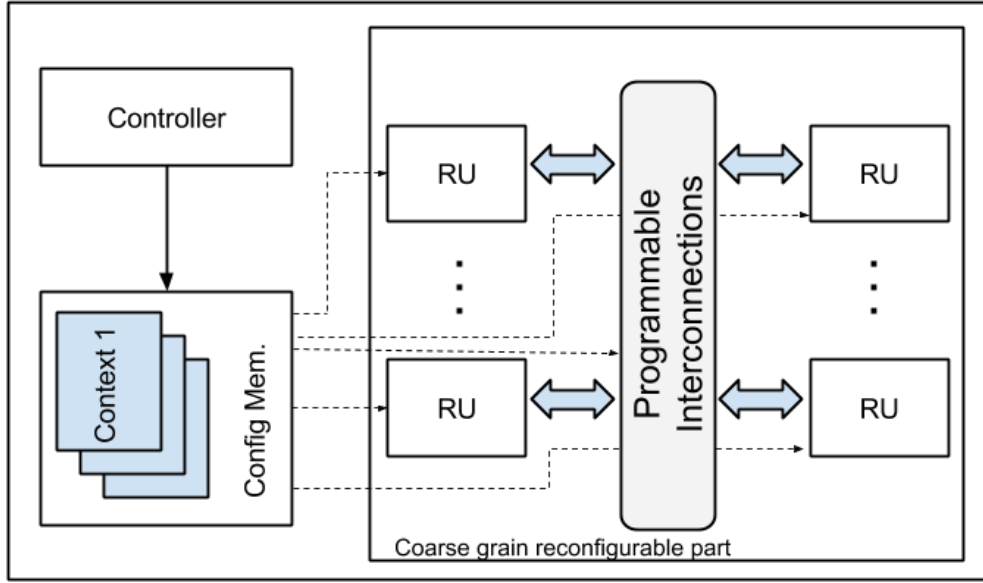 Controller
Context 1
Config Mem.
RU
RU
RU
RU
Programmable
Interconnections
Coarse grain reconfigurable part